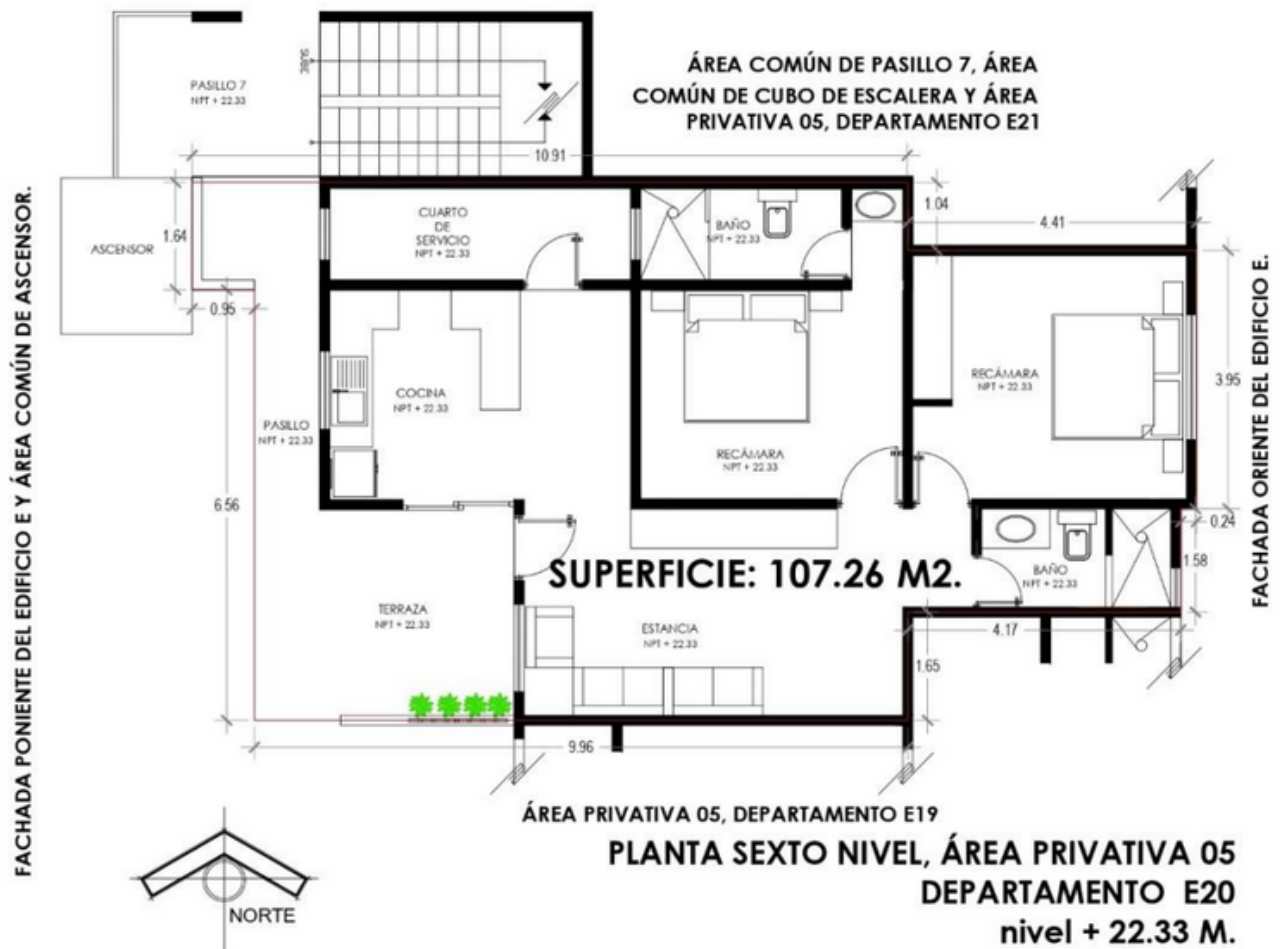 PASILLO 7
NPT + 22.33
SUBE
ÁREA COMÚN DE PASILLO 7, ÁREA
COMÚN DE CUBO DE ESCALERA Y ÁREA
PRIVATIVA 05, DEPARTAMENTO E21
10.91
ASCENSOR
1.64
0.95
CUARTO
DE
SERVICIO
NPT + 22.33
BAÑO
NPT + 22.33
1.04
4.41
COCINA
NPT + 22.33
PASILLO
NPT + 22.33
RECÁMARA
NPT + 22.33
RECÁMARA
NPT + 22.33
3.95
6.56
0.24
1.58
BAÑO
NPT + 22.33
SUPERFICIE: 107.26 M2.
TERRAZA
NPT + 22.33
ESTANCIA
NPT + 22.33
4.17
1.65
9.96
FACHADA PONIENTE DEL EDIFICIO E Y ÁREA COMÚN DE ASCENSOR.
FACHADA ORIENTE DEL EDIFICIO E.
ÁREA PRIVATIVA 05, DEPARTAMENTO E19
NORTE
PLANTA SEXTO NIVEL, ÁREA PRIVATIVA 05
DEPARTAMENTO E20
nivel + 22.33 M.